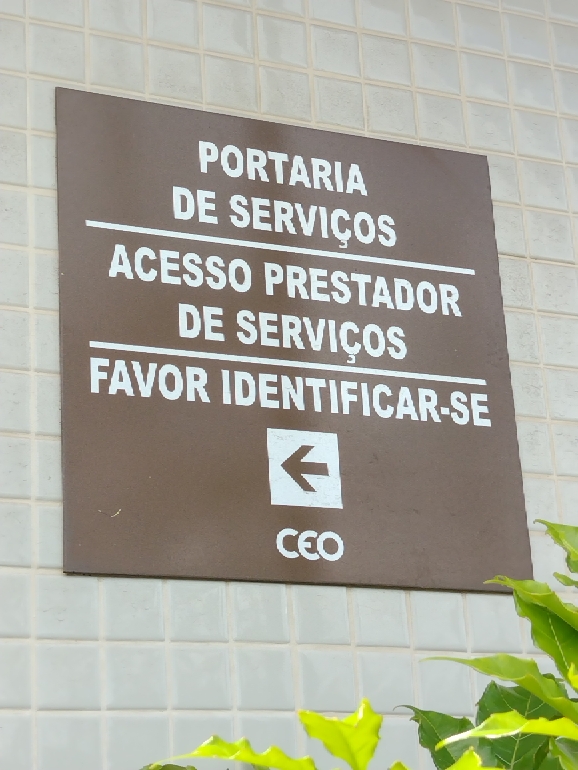 PORTARIA
DE SERVIÇOS
ACESSO PRESTADOR
DE SERVIÇOS
FAVOR IDENTIFICAR-SE
CEO